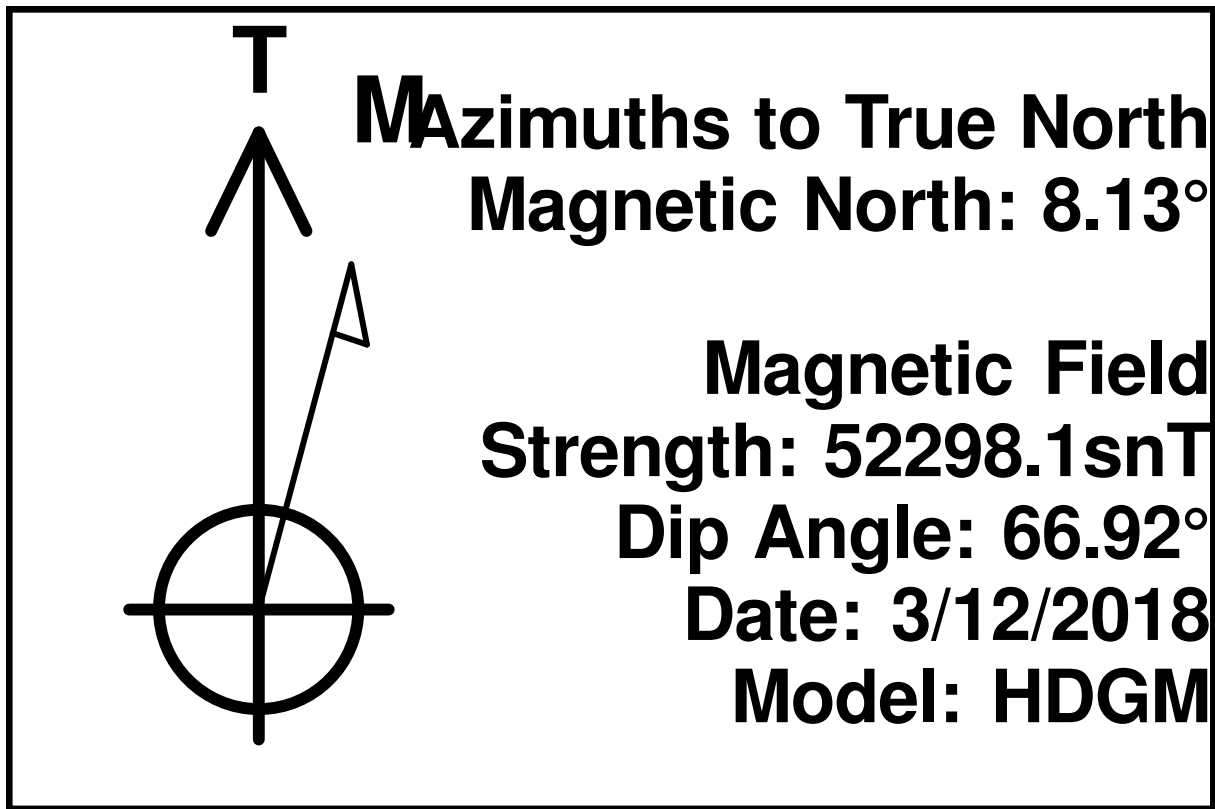 T
M
Azimuths to True North
Magnetic North: 8.13°
Magnetic Field
Strength: 52298.1snT
Dip Angle: 66.92°
Date: 3/12/2018
Model: HDGM